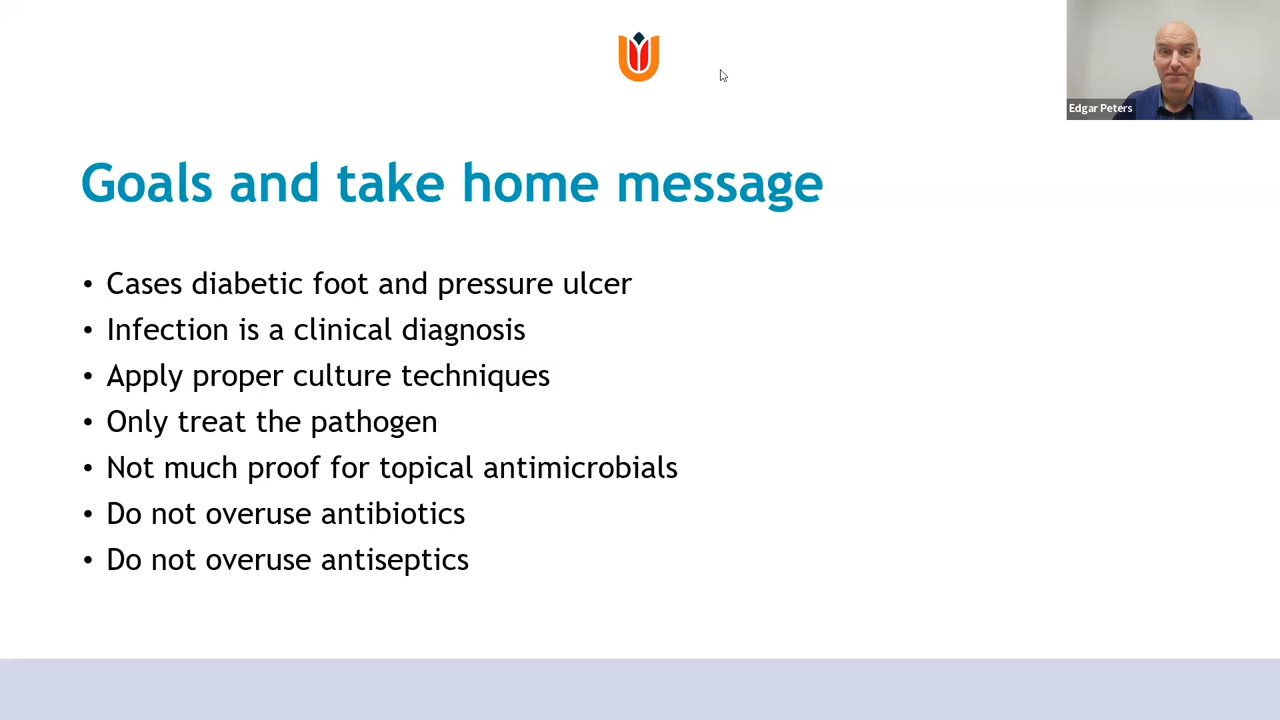 Edgar Peters
Goals and take home message
• Cases diabetic foot and pressure ulcer
• Infection is a clinical diagnosis
• Apply proper culture techniques
• Only treat the pathogen
• Not much proof for topical antimicrobials
• Do not overuse antibiotics
• Do not overuse antiseptics